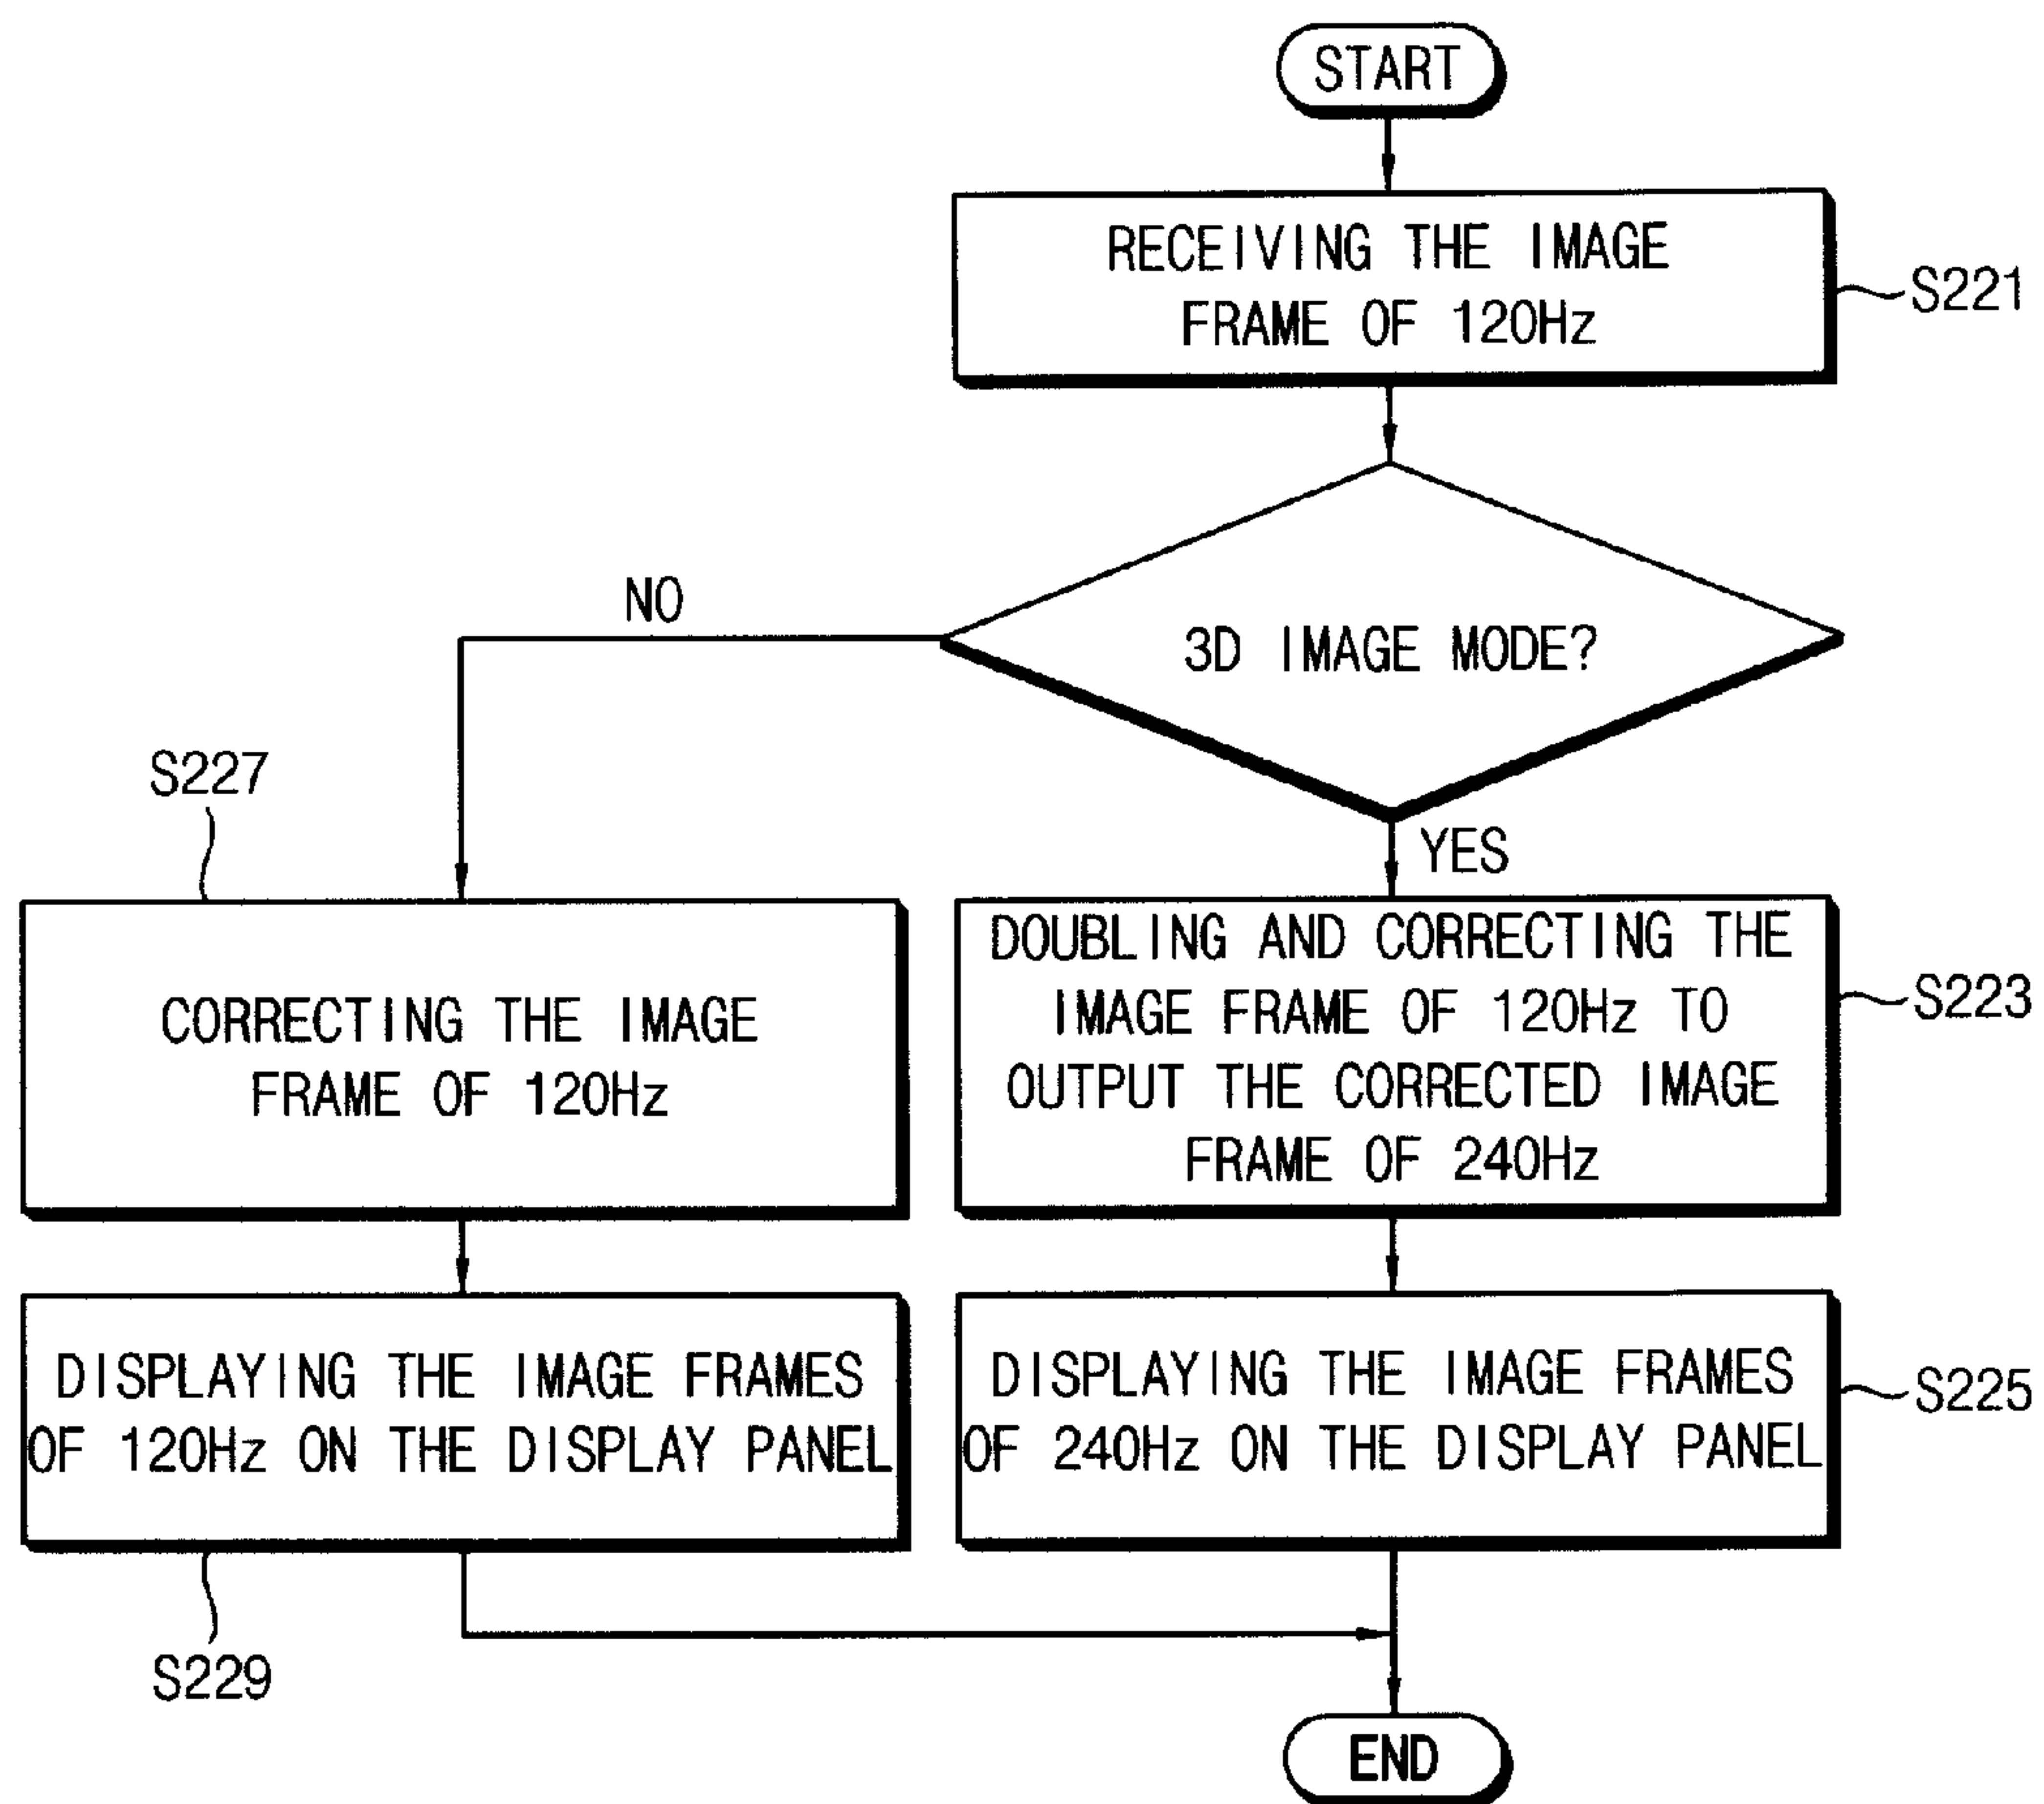 START
RECEIVING THE IMAGE
FRAME OF 120Hz
S221
3D IMAGE MODE?
NO
YES
S227
CORRECTING THE IMAGE
FRAME OF 120Hz
DOUBLING AND CORRECTING THE
IMAGE FRAME OF 120Hz TO
OUTPUT THE CORRECTED IMAGE
FRAME OF 240Hz
S223
DISPLAYING THE IMAGE FRAMES
OF 120Hz ON THE DISPLAY PANEL
S229
DISPLAYING THE IMAGE FRAMES
OF 240Hz ON THE DISPLAY PANEL
S225
END